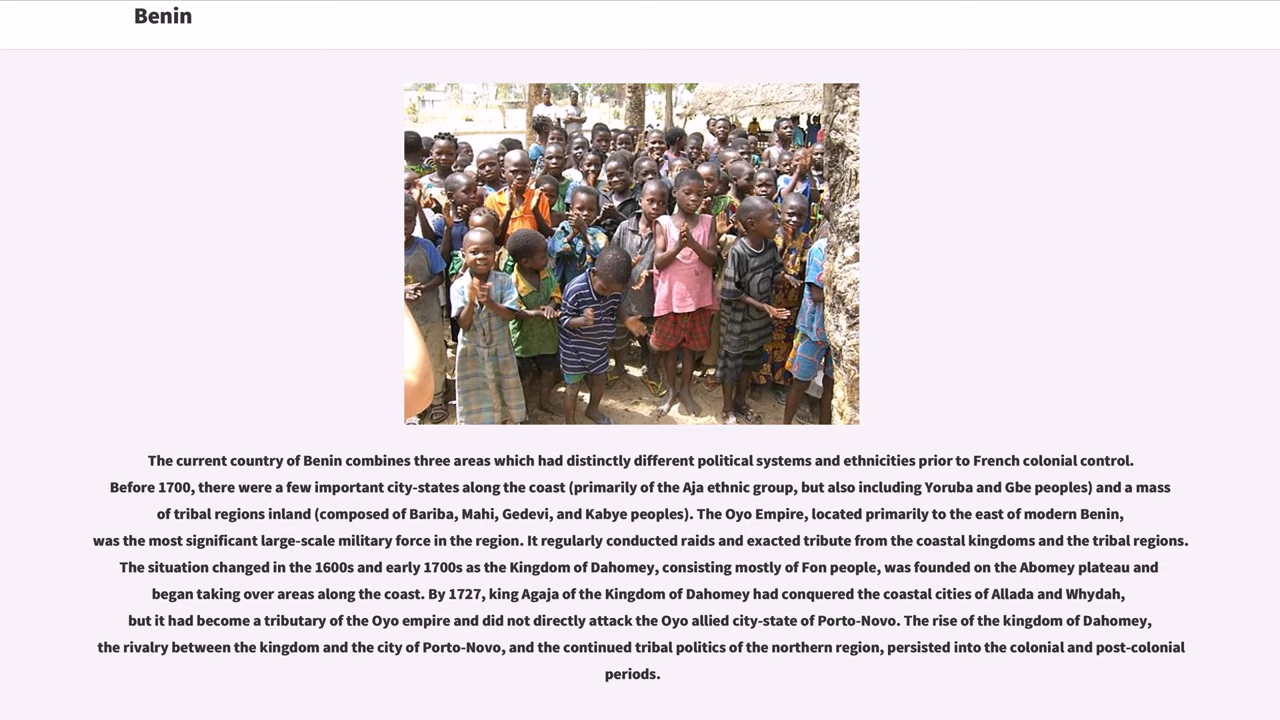 Benin
The current country of Benin combines three areas which had distinctly different political systems and ethnicities prior to French colonial control.
Before 1700, there were a few important city-states along the coast (primarily of the Aja ethnic group, but also including Yoruba and Gbe peoples) and a mass
of tribal regions inland (composed of Bariba, Mahi, Gedevi, and Kabye peoples). The Oyo Empire, located primarily to the east of modern Benin,
was the most significant large-scale military force in the region. It regularly conducted raids and exacted tribute from the coastal kingdoms and the tribal regions.
The situation changed in the 1600s and early 1700s as the Kingdom of Dahomey, consisting mostly of Fon people, was founded on the Abomey plateau and
began taking over areas along the coast. By 1727, king Agaja of the Kingdom of Dahomey had conquered the coastal cities of Allada and Whydah,
but it had become a tributary of the Oyo empire and did not directly attack the Oyo allied city-state of Porto-Novo. The rise of the kingdom of Dahomey,
the rivalry between the kingdom and the city of Porto-Novo, and the continued tribal politics of the northern region, persisted into the colonial and post-colonial
periods.